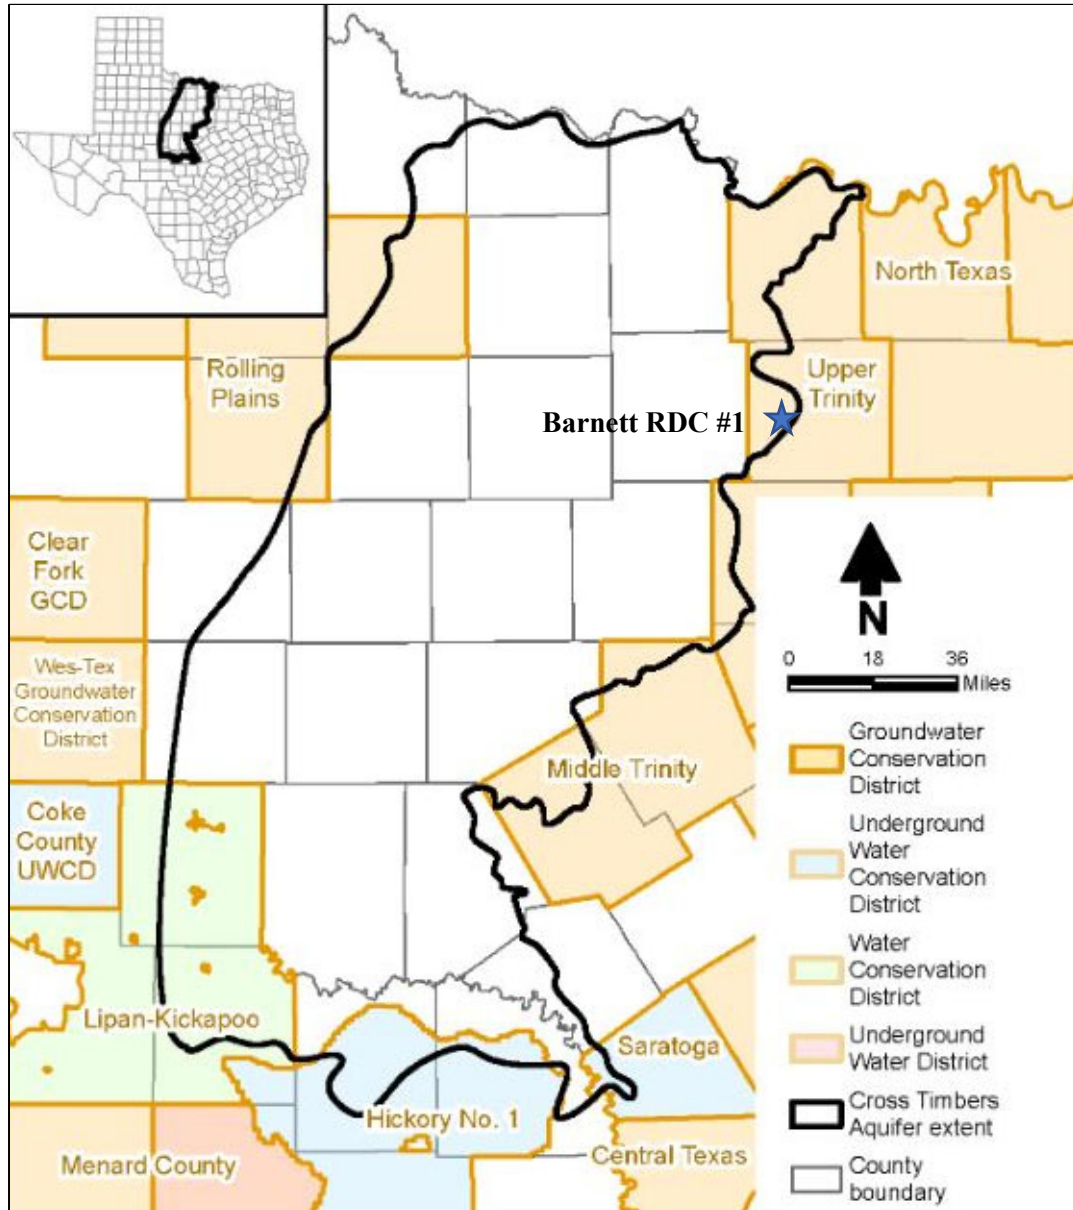 North Texas
Rolling
Plains
Upper
Trinity
Barnett RDC #1
Clear
Fork
GCD
N
0 18 36
Miles
Wes-Tex
Groundwater
Conservation
District
Middle Trinity
Coke
County
UWCD
Lipan-Kickapoo
Saratoga
Hickory No. 1
Menard County
Central Texas
Groundwater
Conservation
District
Underground
Water
Conservation
District
Water
Conservation
District
Underground
Water District
Cross Timbers
Aquifer extent
County
boundary